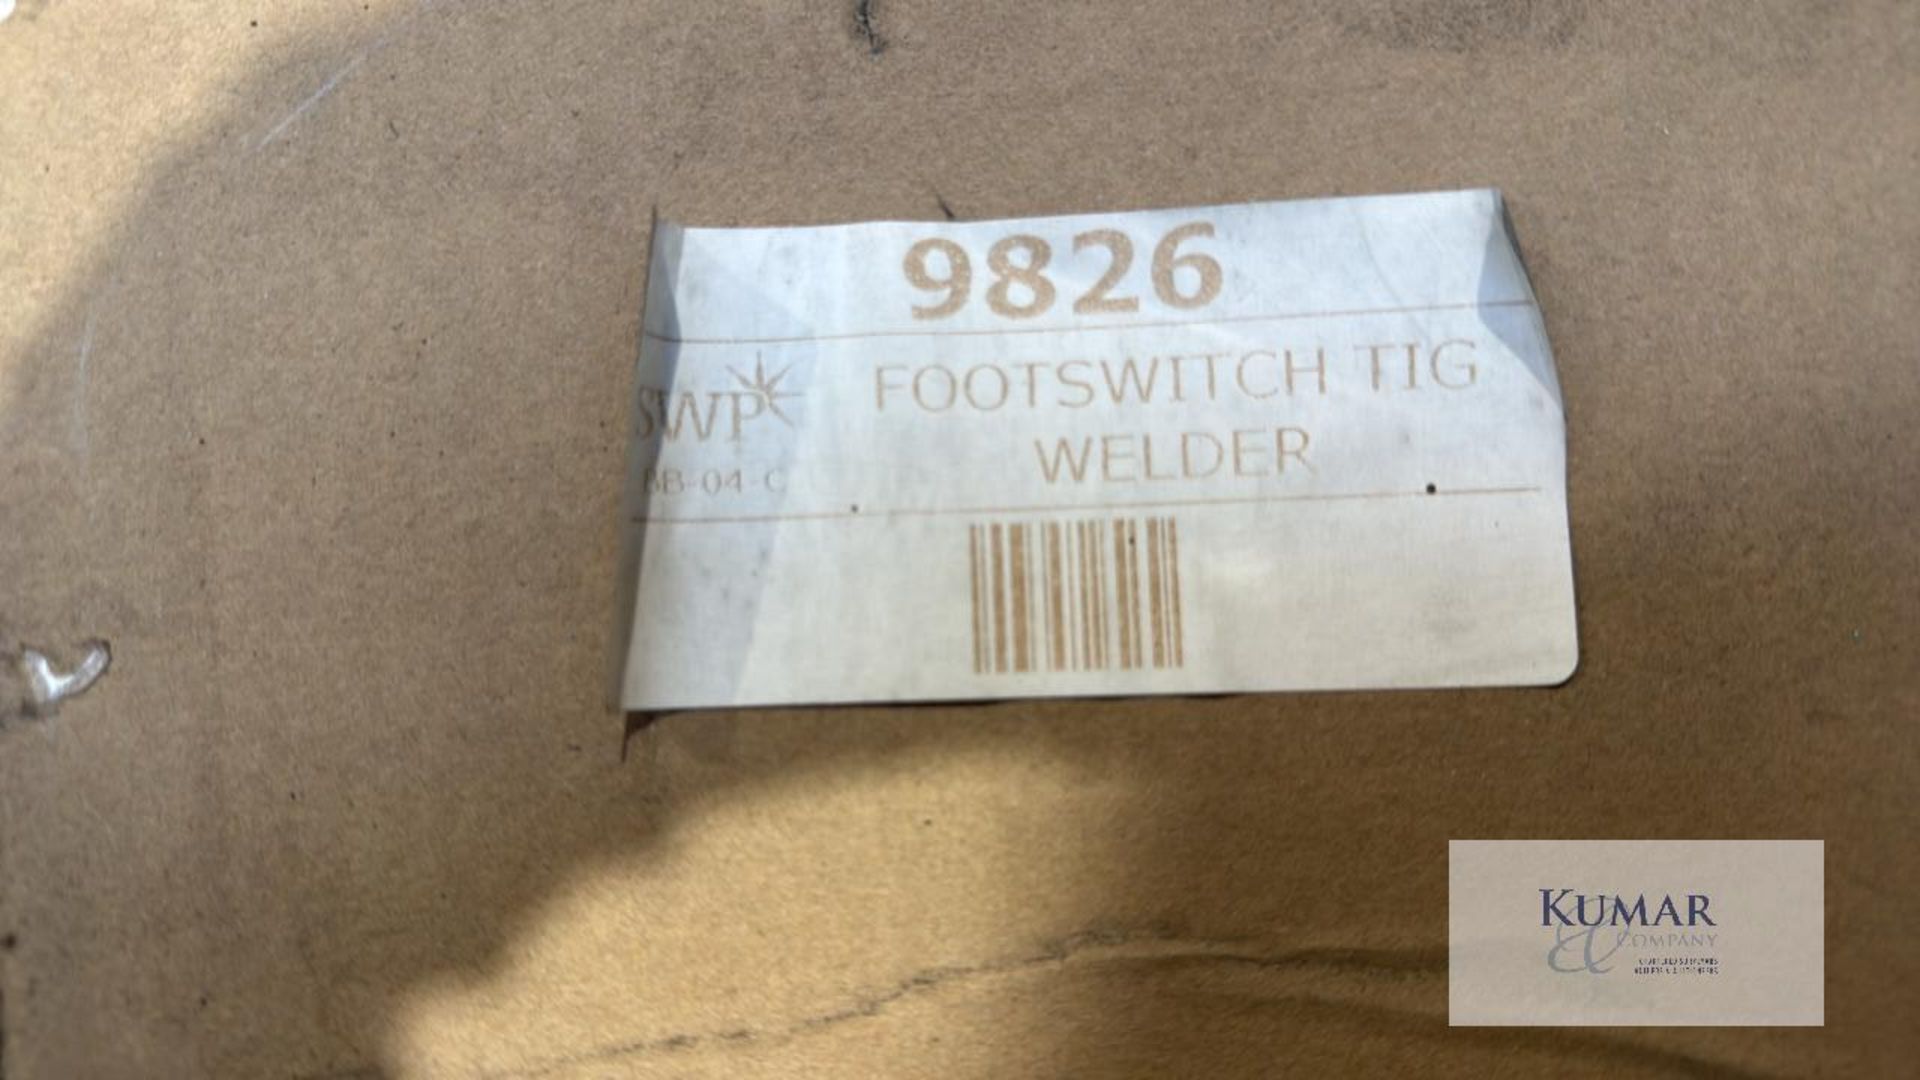 9826
SWP
FOOTSWITCH TIG
WELDER
BB-04-C
KUMAR
& COMPANY